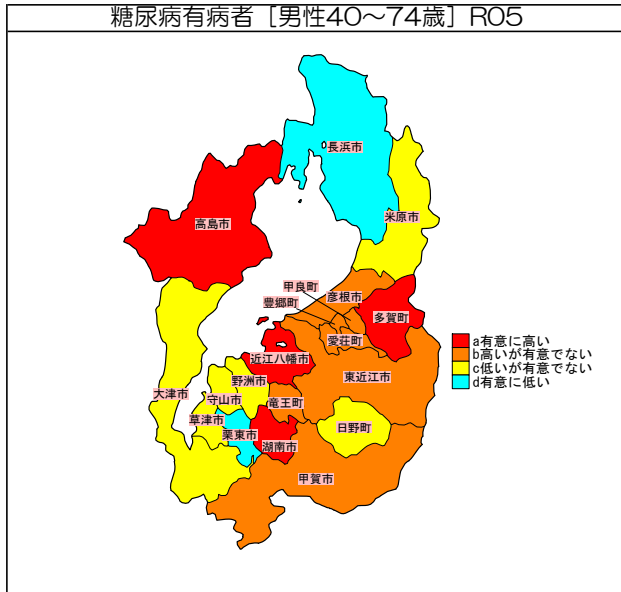 糖尿病有病者［男性40～74歳］R05
長浜市
米原市
高島市
甲良町
彦根市
豊郷町
多賀町
愛荘町
近江八幡市
東近江市
野洲市
大津市
守山市
竜王町
草津市
栗東市
日野町
湖南市
甲賀市
a有意に高い
b高いが有意でない
c低いが有意でない
d有意に低い